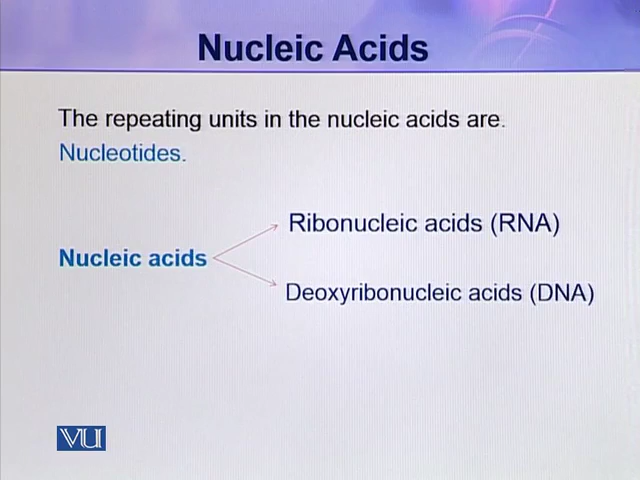 Nucleic Acids
The repeating units in the nucleic acids are.
Nucleotides.
Ribonucleic acids (RNA)
Nucleic acids
Deoxyribonucleic acids (DNA)
VU